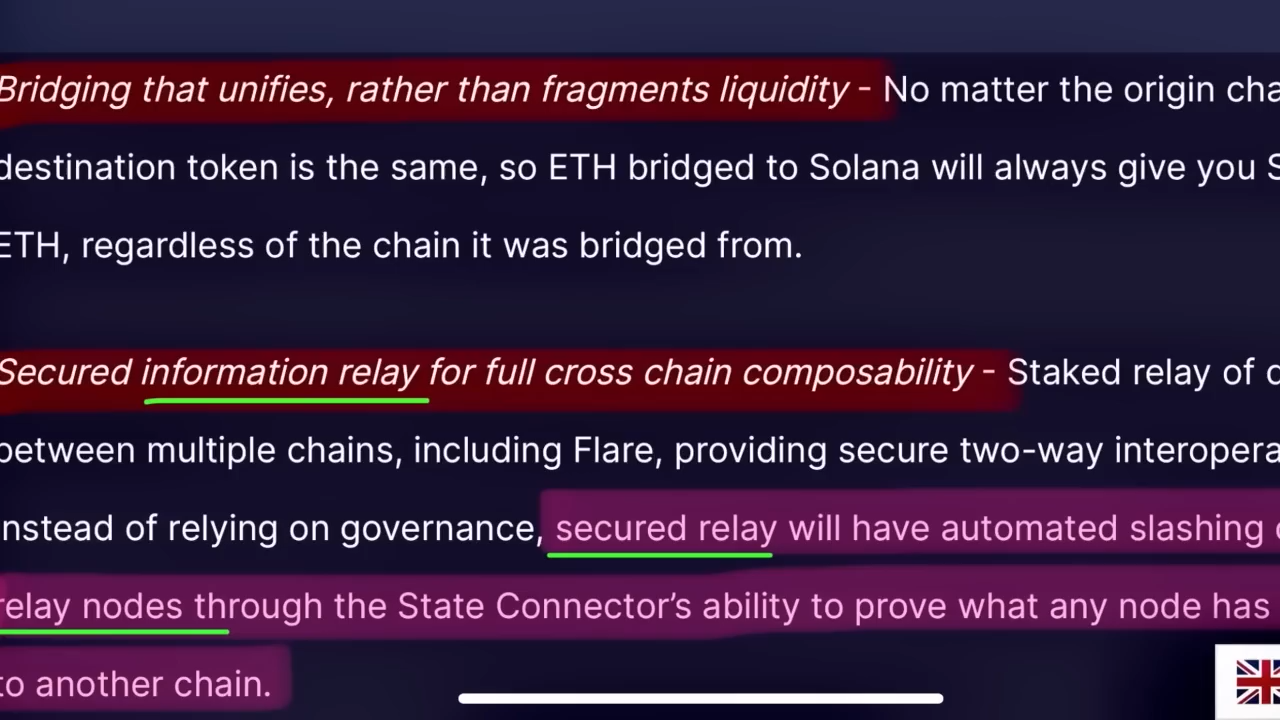 Bridging that unifies, rather than fragments liquidity - No matter the origin
destination token is the same, so ETH bridged to Solana will always give you
ETH, regardless of the chain it was bridged from.
Secured information relay for full cross chain composability - Staked relay of
between multiple chains, including Flare, providing secure two-way
nstead of relying on governance, secured relay will have automated slashing
relay nodes through the State Connector's ability to prove what any node has
to another chain.